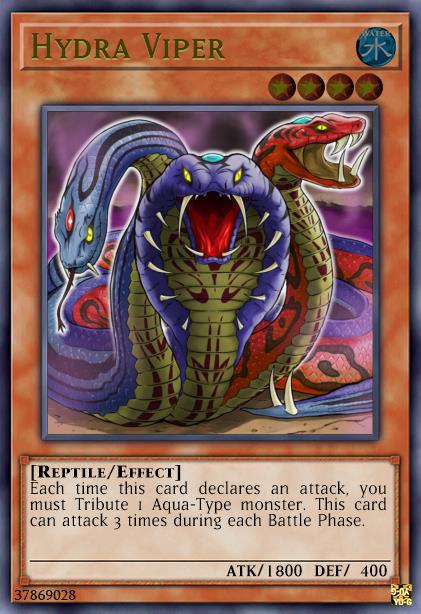 Hydra Viper
WATER
水
[Reptile/Effect]
Each time this card declares an attack, you
must Tribute 1 Aqua-Type monster. This card
can attack 3 times during each Battle Phase.
ATK/1800 DEF/ 400
37869028